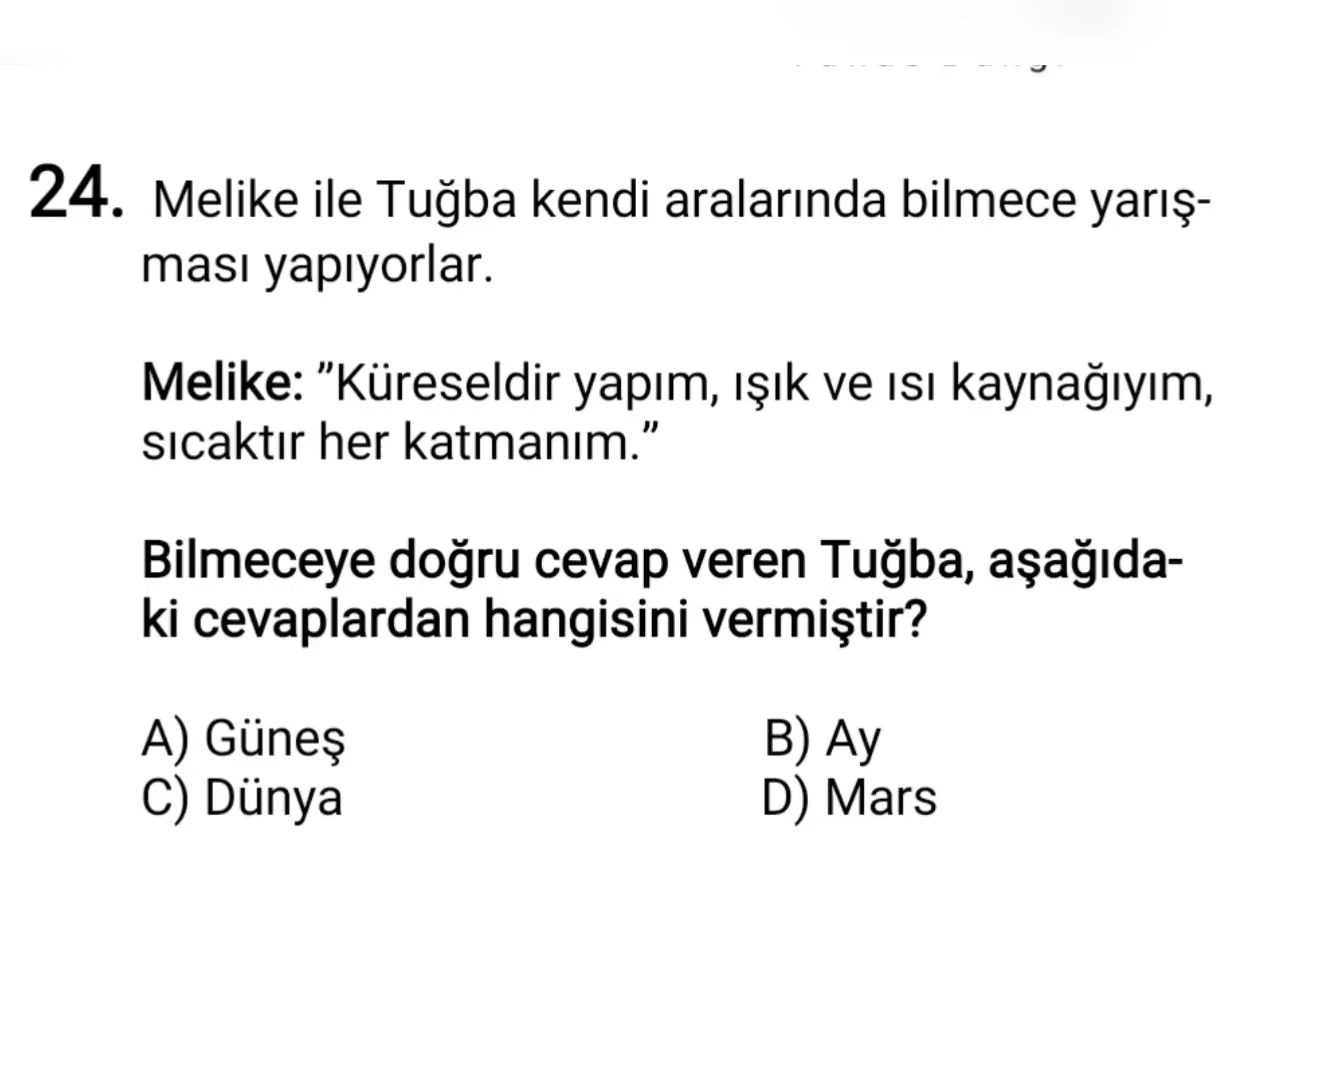 24. Melike ile Tuğba kendi aralarında bilmece yarış-
ması yapıyorlar.
Melike: ”Küreseldir yapım, ışık ve ısı kaynağıyım,
sıcaktır her katmanım.”
Bilmeceye doğru cevap veren Tuğba, aşağıda-
ki cevaplardan hangisini vermiştir?
A) Güneş B) Ay
C) Dünya D) Mars